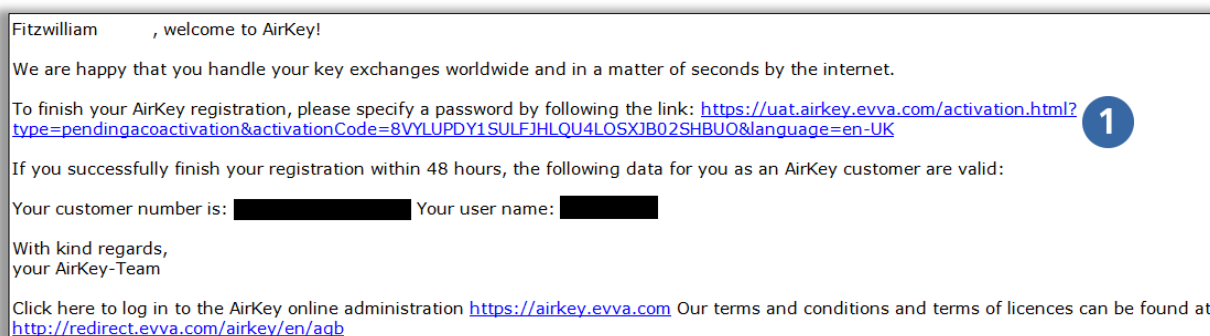 Fitzwilliam , welcome to AirKey!
We are happy that you handle your key exchanges worldwide and in a matter of seconds by the internet.
To finish your AirKey registration, please specify a password by following the link: https://uat.airkey.evva.com/activation.html?
type=pendingacoactivation&activationCode=8VYLUPDY1SULFJHLQU4LOSXJB02SHBUO&language=en-UK
1
If you successfully finish your registration within 48 hours, the following data for you as an AirKey customer are valid:
Your customer number is: Your user name:
With kind regards,
your AirKey-Team
Click here to log in to the AirKey online administration https://airkey.evva.com Our terms and conditions and terms of licences can be found at
http://redirect.evva.com/airkey/en/agb